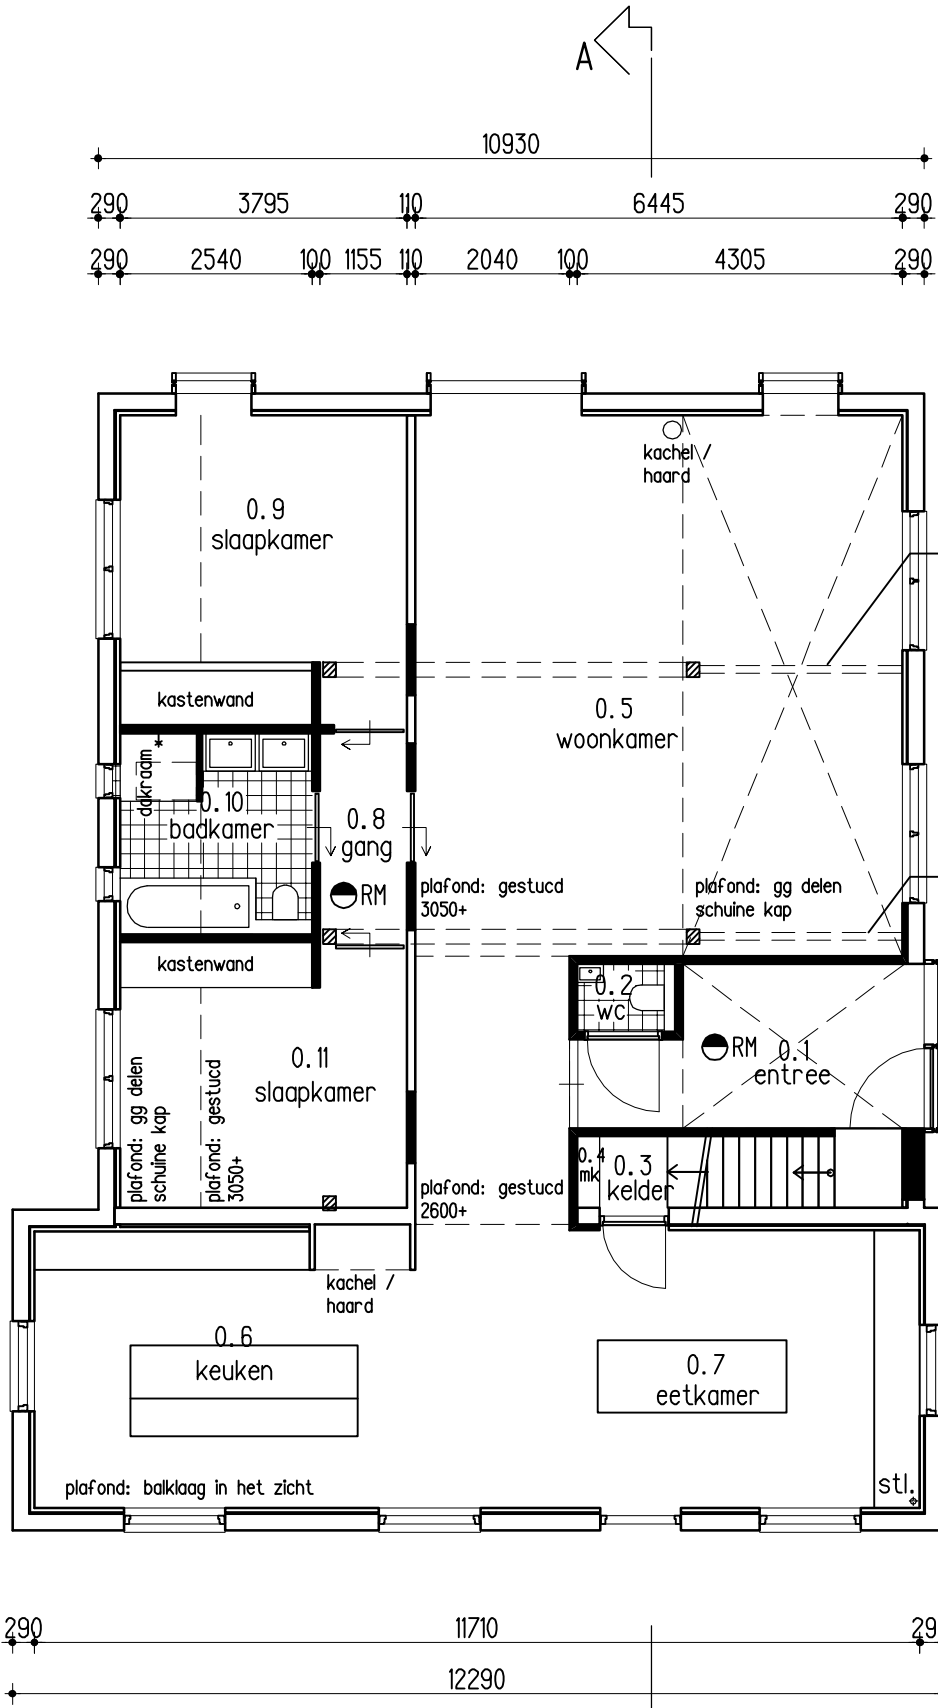 A
10930
290 3795 110 6445 290
290 2540 100 1155 110 2040 100 4305 290
kachel /
haard
0.9
slaapkamer
kastenwand
0.5
woonkamer
dakraam
0.10
badkamer
0.8
gang
RM
plafond: gestucd
3050+
plafond: gg delen
schuine kap
kastenwand
0.2
wc
RM
0.1
entree
0.11
slaapkamer
plafond: gg delen
schuine kap
plafond: gestucd
3050+
0.4
mk
0.3
kelder
plafond: gestucd
2600+
kachel /
haard
0.6
keuken
0.7
eetkamer
plafond: balklaag in het zicht
stl.
290 11710 29
12290